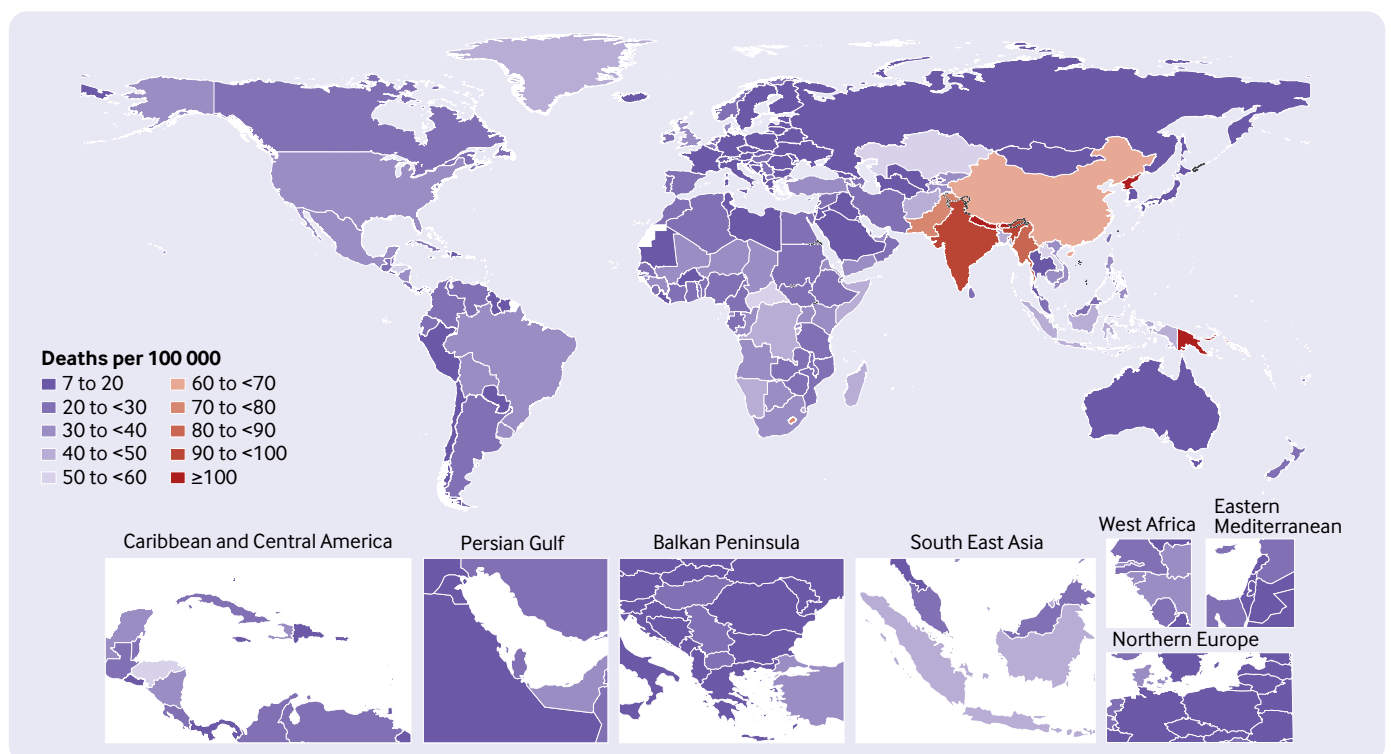 Deaths per 100 000
7 to 20
20 to <30
30 to <40
40 to <50
50 to <60
60 to <70
70 to <80
80 to <90
90 to <100
≥100
Caribbean and Central America
Persian Gulf
Balkan Peninsula
South East Asia
West Africa
Eastern
Mediterranean
Northern Europe